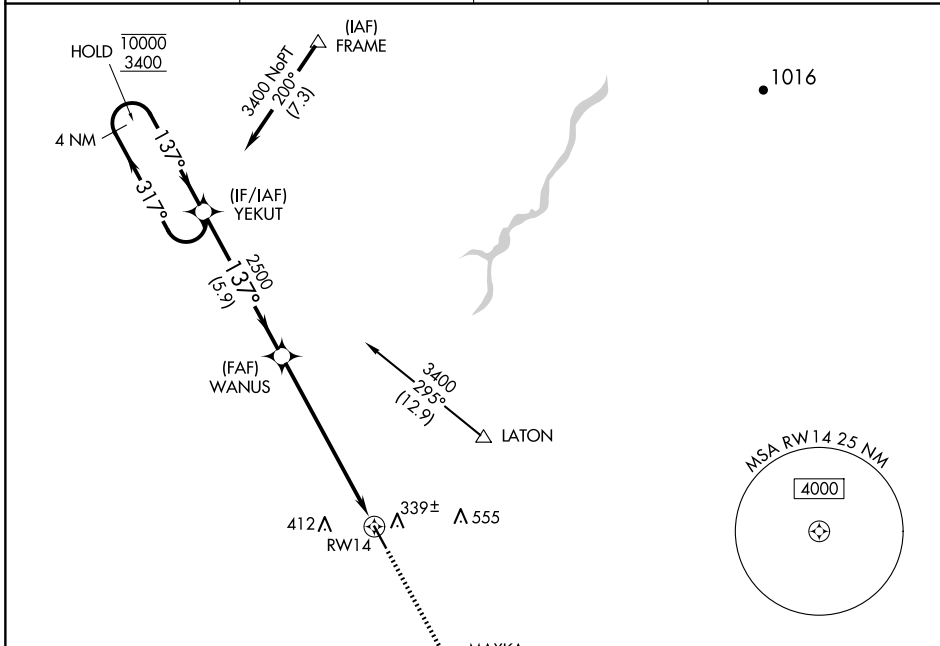 (IAF)
FRAME
HOLD 10000
3400
3400 NoPT
200°
(7.3)
1016
4 NM
137°
317°
(IF/IAF)
YEKUT
2500
137°
(5.9)
(FAF)
WANUS
3400
295°
(12.9)
LATON
MSA RW14 25 NM
4000
412
339±
555
RW14